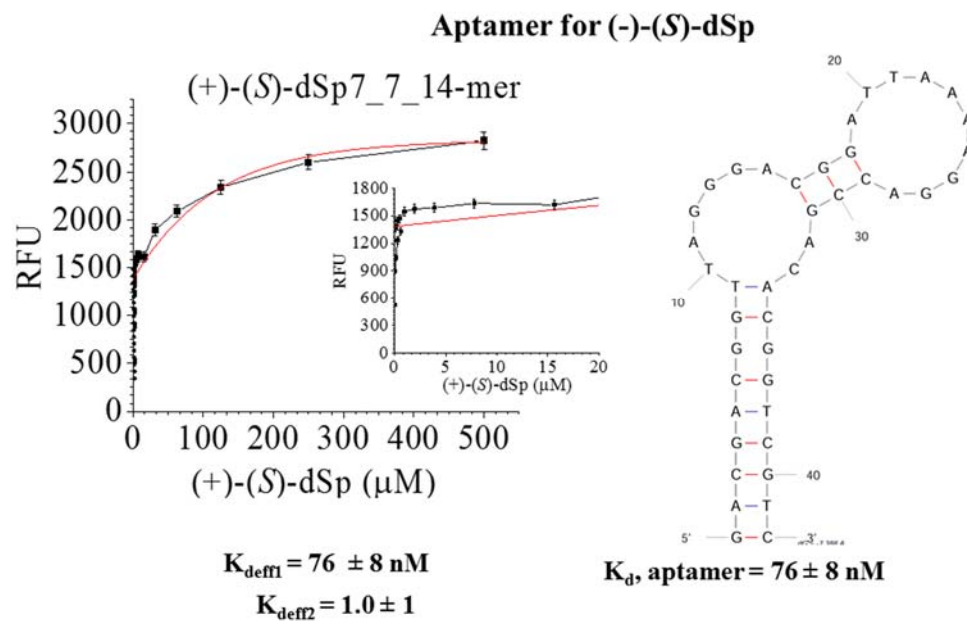 Aptamer for (-)-(S)-dSp
(+)-(S)-dSp7_7_14-mer
RFU
3000
2500
2000
1500
1000
500
0
0 100 200 300 400 500
(+)-(S)-dSp (µM)
RFU
1800
1500
1200
900
600
300
0
0 5 10 15 20
(+)-(S)-dSp (µM)
5'
G A C G A C G G T T A G G G A C G G A T T A A A A G G A C C G A C A C G G T C G T C
3'
10
20
30
40
Kdeff1 = 76 ± 8 nM
Kdeff2 = 1.0 ± 1
Kd, aptamer = 76 ± 8 nM